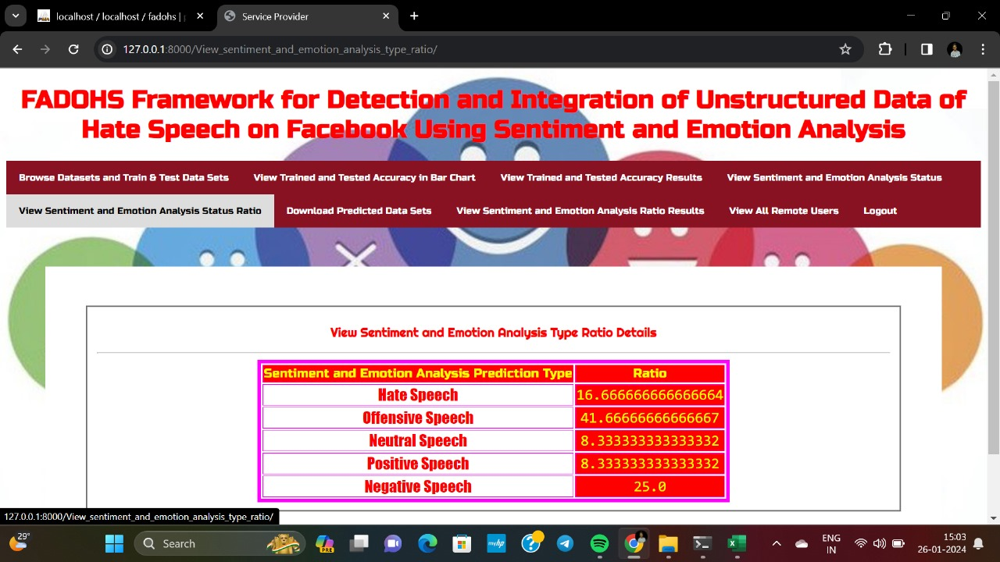 localhost / localhost / fadohs |
Service Provider
127.0.0.1:8000/View_sentiment_and_emotion_analysis_type_ratio/
FADOHS Framework for Detection and Integration of Unstructured Data of
Hate Speech on Facebook Using Sentiment and Emotion Analysis
Browse Datasets and Train & Test Data Sets View Trained and Tested Accuracy in Bar Chart View Trained and Tested Accuracy Results View Sentiment and Emotion Analysis Status
View Sentiment and Emotion Analysis Status Ratio Download Predicted Data Sets View Sentiment and Emotion Analysis Ratio Results View All Remote Users Logout
View Sentiment and Emotion Analysis Type Ratio Details
Sentiment and Emotion Analysis Prediction Type Ratio
Hate Speech 16.666666666666664
Offensive Speech 41.66666666666667
Neutral Speech 8.333333333333332
Positive Speech 8.333333333333332
Negative Speech 25.0
127.0.0.1:8000/View_sentiment_and_emotion_analysis_type_ratio/
29°
Search
PRE
myhp
ENG
IN
15:03
26-01-2024